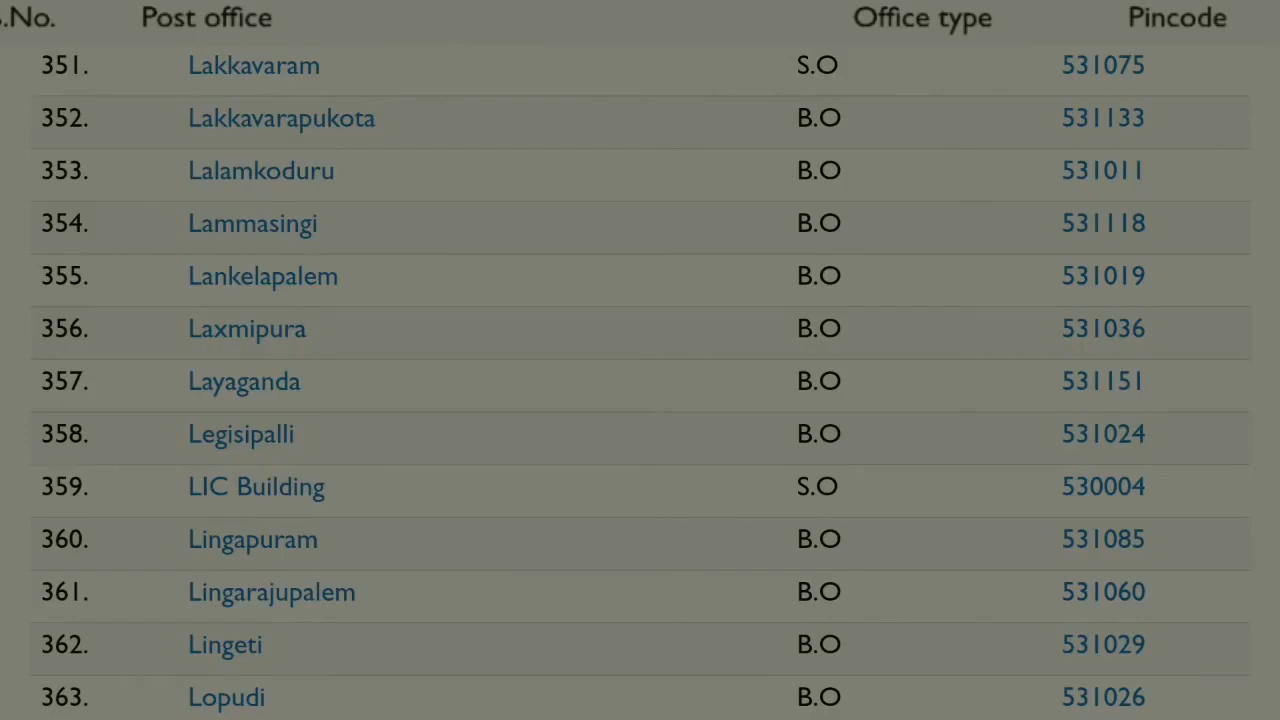 S.No. Post office Office type Pincode
351. Lakkavaram S.O 531075
352. Lakkavarapukota B.O 531133
353. Lalamkoduru B.O 531011
354. Lammasingi B.O 531118
355. Lankelapalem B.O 531019
356. Laxmipura B.O 531036
357. Layaganda B.O 531151
358. Legisipalli B.O 531024
359. LIC Building S.O 530004
360. Lingapuram B.O 531085
361. Lingarajupalem B.O 531060
362. Lingeti B.O 531029
363. Lopudi B.O 531026